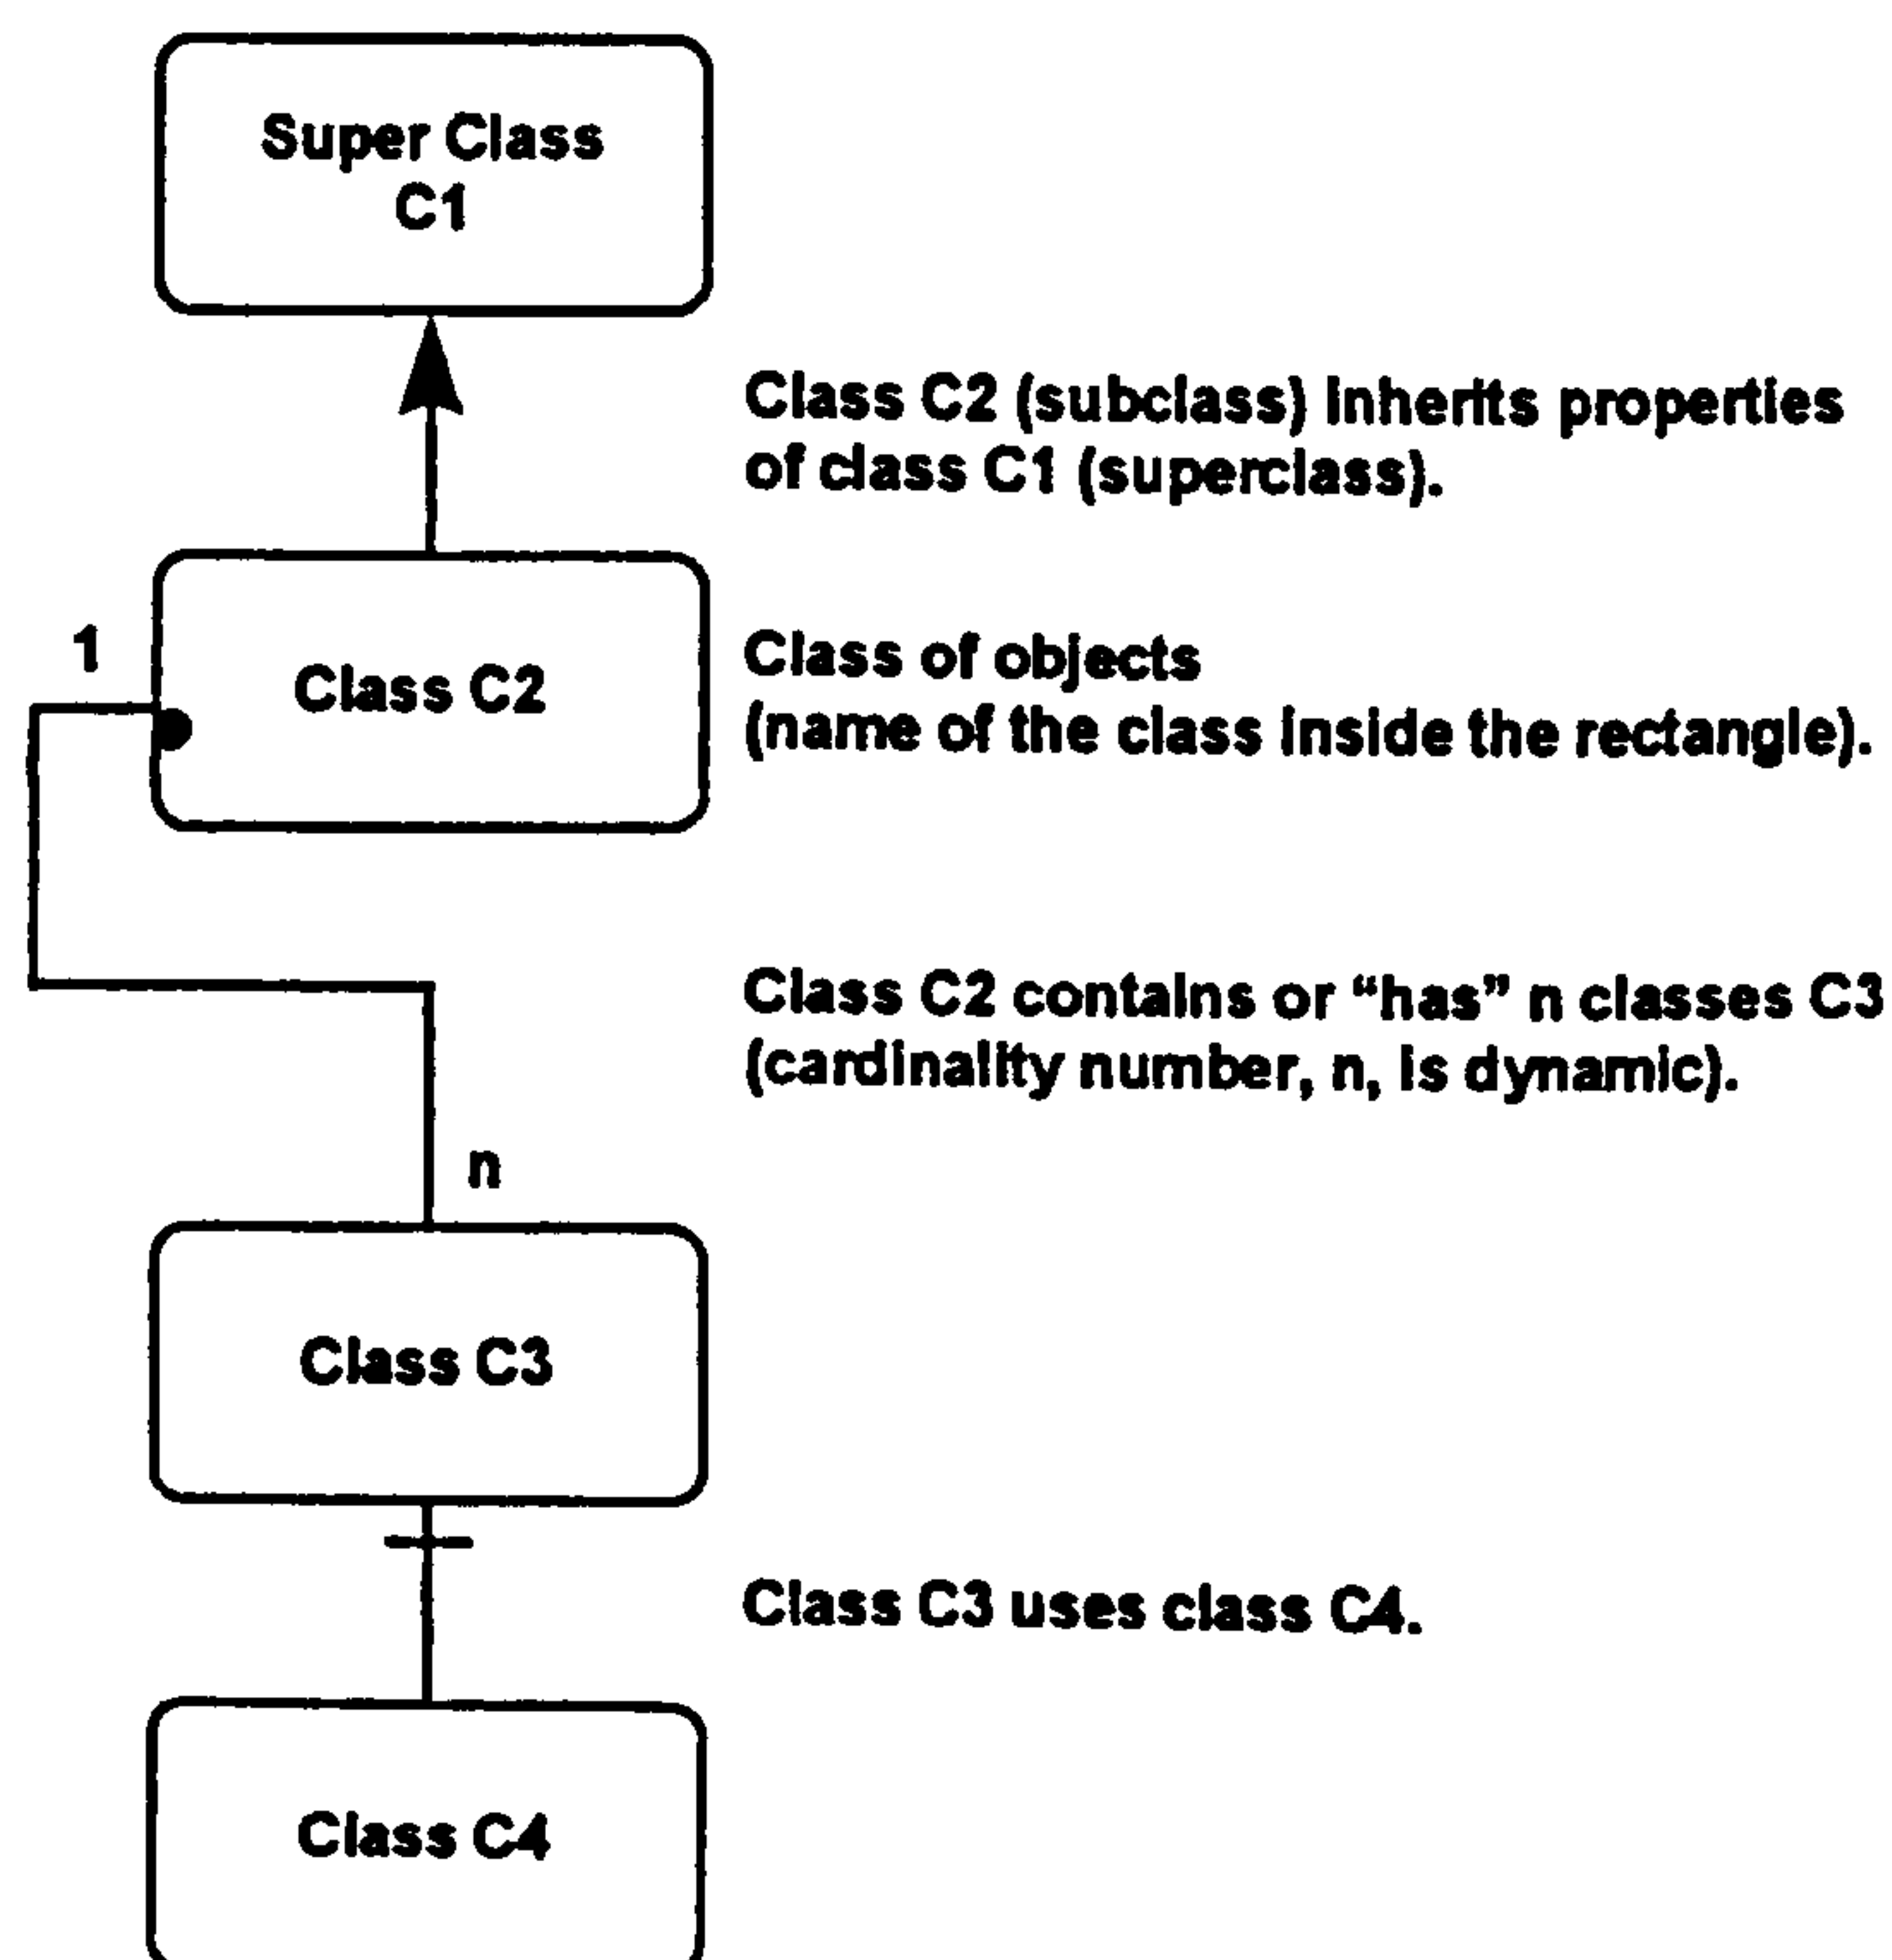 Super Class
C1
Class C2 (subclass) inherits properties
of class C1 (superclass).
1
Class C2
Class of objects
(name of the class inside the rectangle).
Class C2 contains or “has” n classes C3
(cardinality number, n, is dynamic).
n
Class C3
Class C3 uses class C4.
Class C4